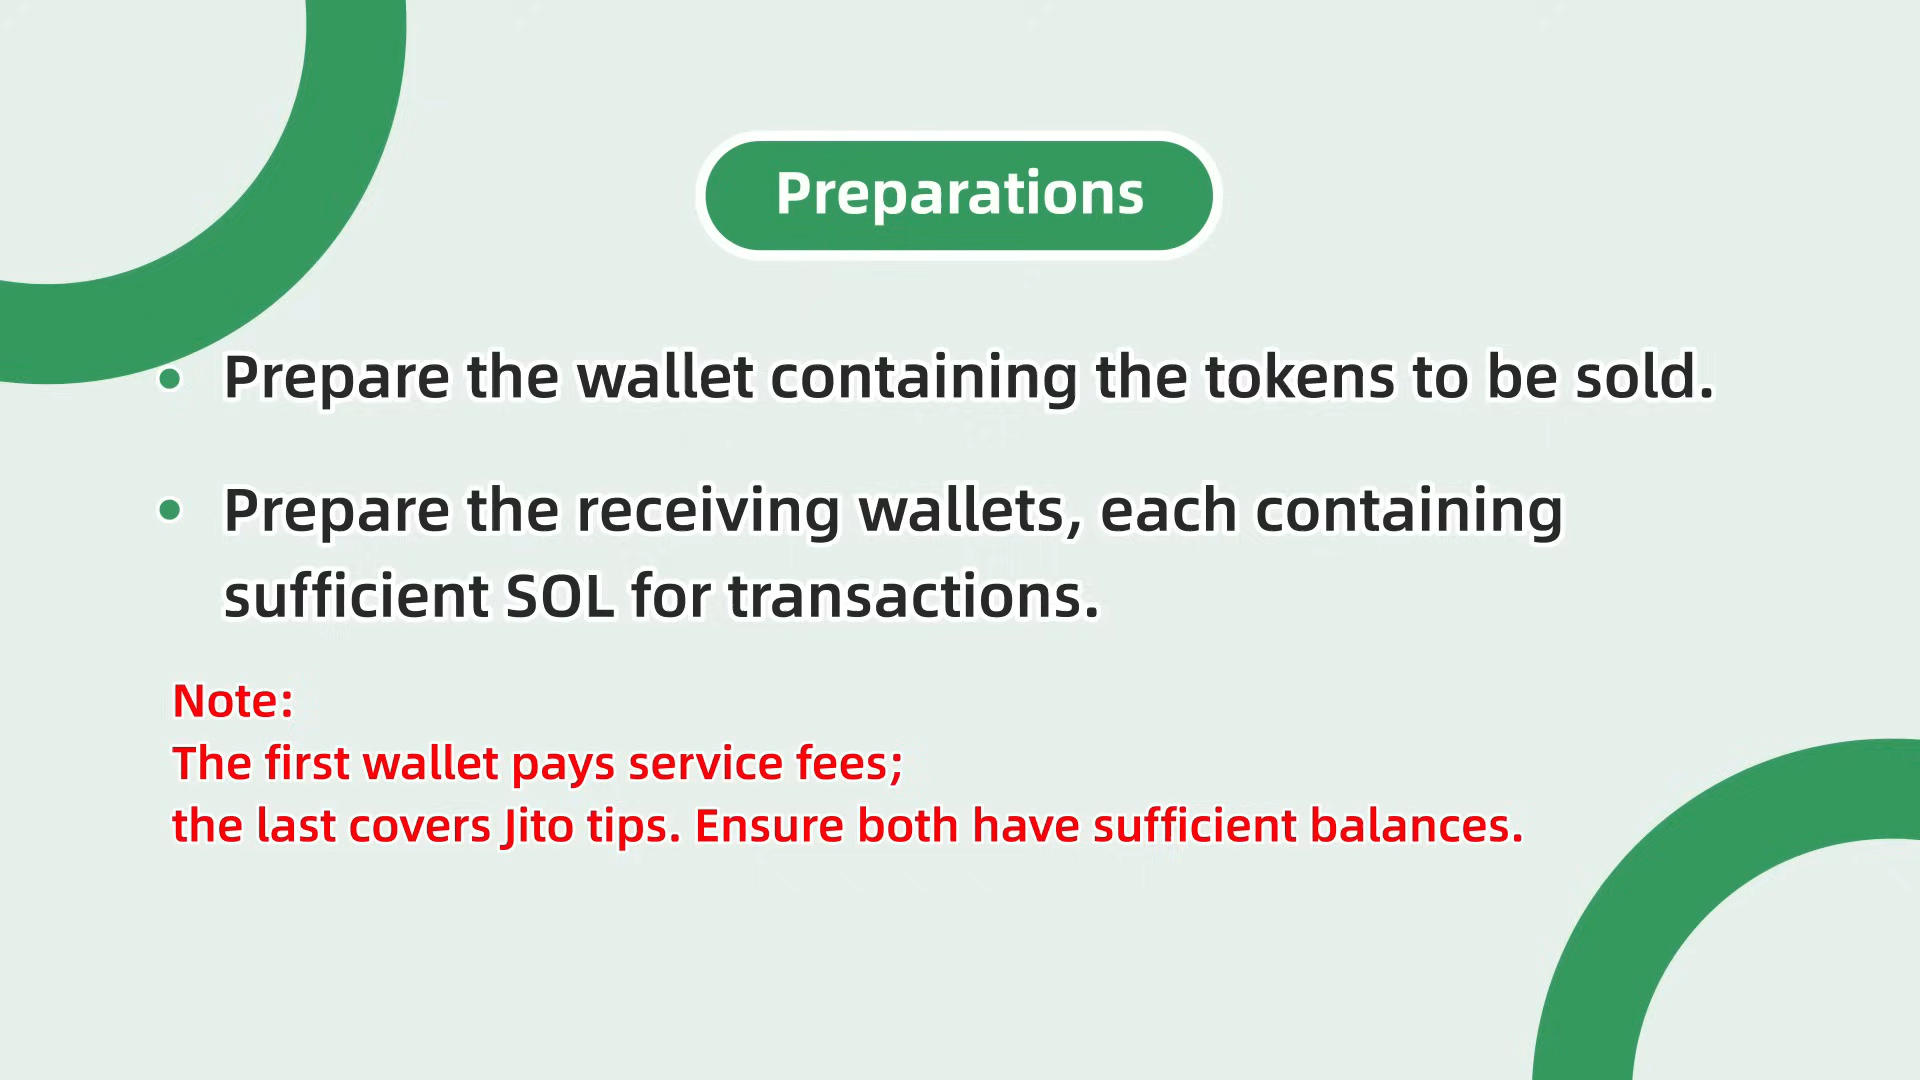 Preparations
• Prepare the wallet containing the tokens to be sold.
• Prepare the receiving wallets, each containing
sufficient SOL for transactions.
Note:
The first wallet pays service fees;
the last covers Jito tips. Ensure both have sufficient balances.